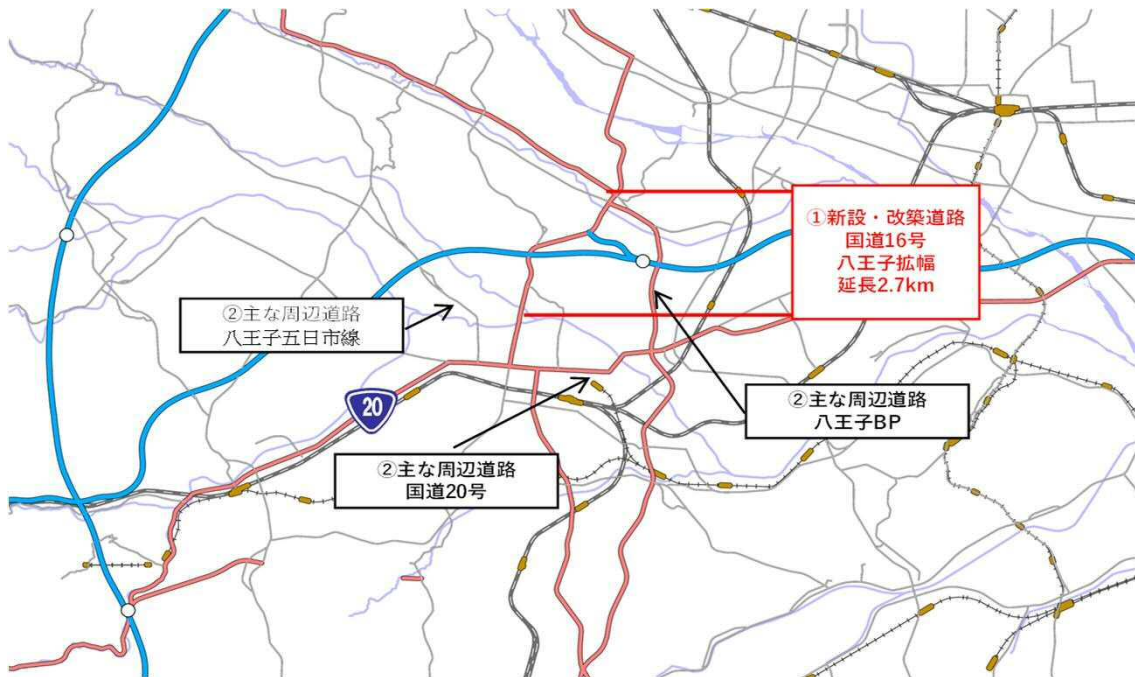 ①新設・改築道路
国道16号
八王子拡幅
延長2.7km
②主な周辺道路
八王子五日市線
20
②主な周辺道路
八王子BP
②主な周辺道路
国道20号